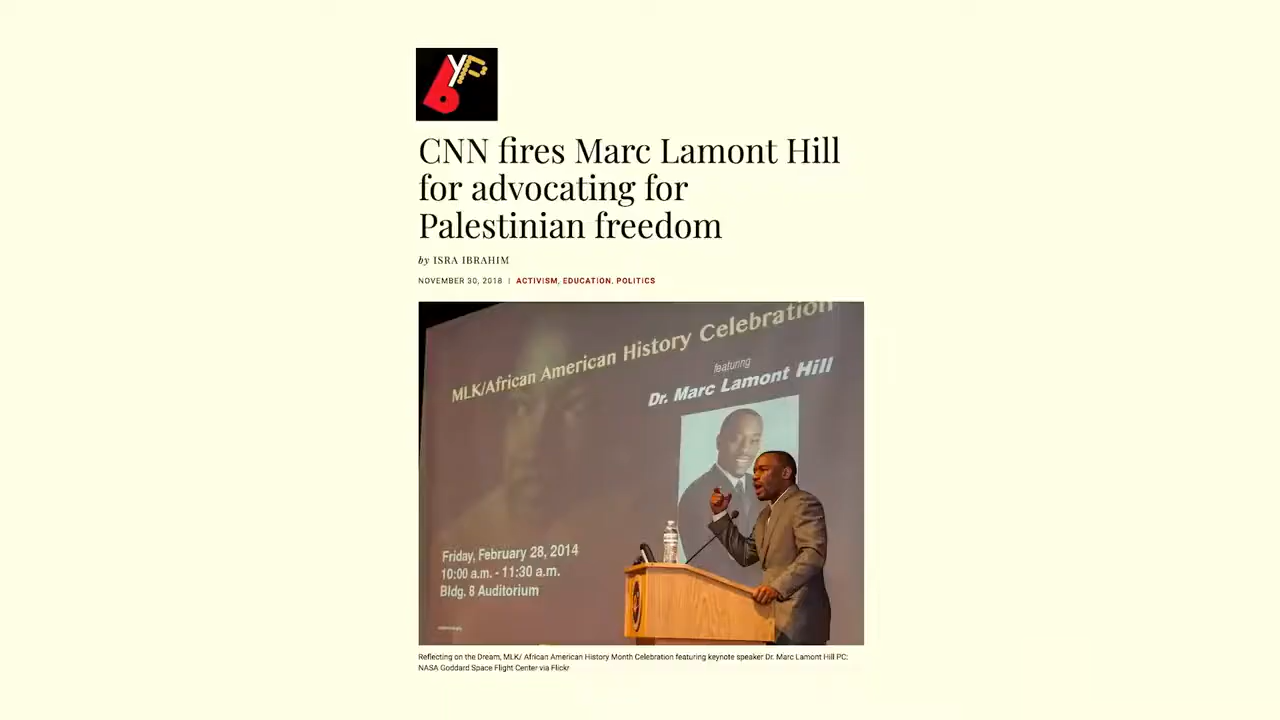 BYP
CNN fires Marc Lamont Hill
for advocating for
Palestinian freedom
by ISRA IBRAHIM
NOVEMBER 30, 2018 | ACTIVISM, EDUCATION, POLITICS
MLK/African American History Celebration
featuring
Dr. Marc Lamont Hill
Friday, February 28, 2014
10:00 a.m. - 11:30 a.m.
Bldg. 8 Auditorium
Reflecting on the Dream, MLK/ African American History Month Celebration featuring keynote speaker Dr. Marc Lamont Hill PC:
NASA Goddard Space Flight Center via Flickr